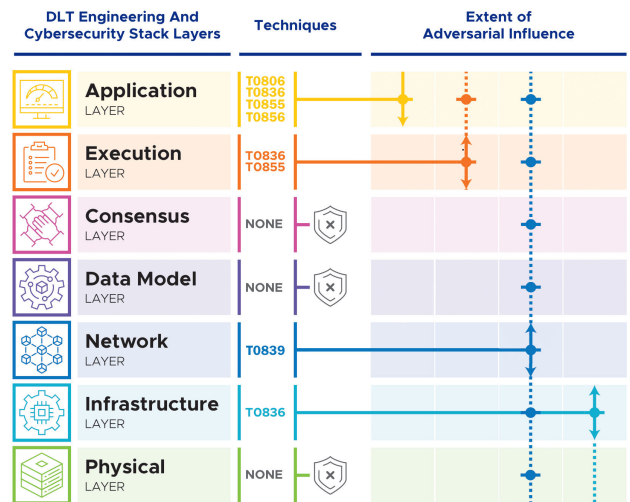 DLT Engineering And
Cybersecurity Stack Layers
Techniques
Extent of
Adversarial Influence
Application
LAYER
T0806
T0836
T0855
T0856
Execution
LAYER
T0836
T0855
Consensus
LAYER
NONE
Data Model
LAYER
NONE
Network
LAYER
T0839
Infrastructure
LAYER
T0836
Physical
LAYER
NONE